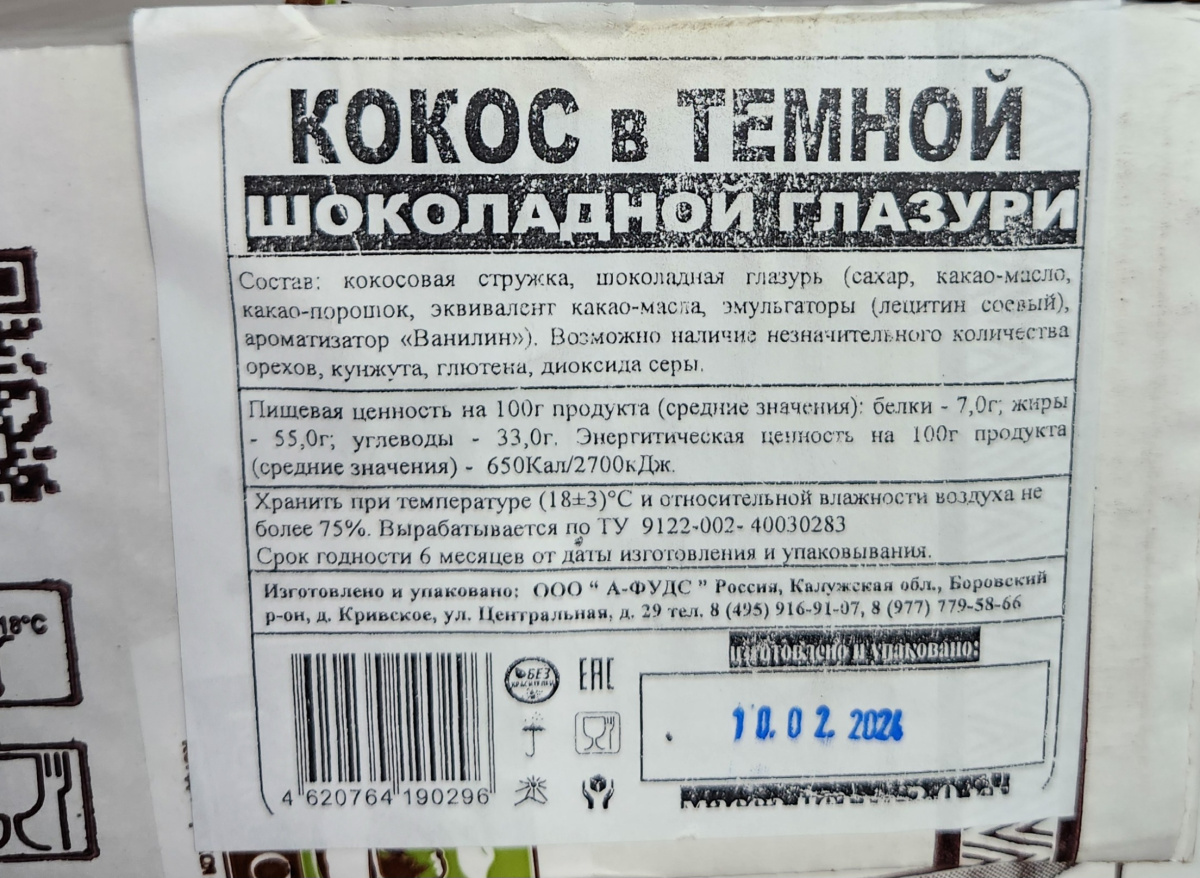 КОКОС в ТЕМНОЙ
ШОКОЛАДНОЙ ГЛАЗУРИ
Состав: кокосовая стружка, шоколадная глазурь (сахар, какао-масло,
какао-порошок, эквивалент какао-масла, эмульгаторы (лецитин соевый),
ароматизатор «Ванилин»). Возможно наличие незначительного количества
орехов, кунжута, глютена, диоксида серы.
Пищевая ценность на 100г продукта (средние значения): белки - 7,0г; жиры
- 55,0г; углеводы - 33,0г. Энергитическая ценность на 100г продукта
(средние значения) - 650Кал/2700кДж.
Хранить при температуре (18±3)°С и относительной влажности воздуха не
более 75%. Вырабатывается по ТУ 9122-002- 40030283
Срок годности 6 месяцев от даты изготовления и упаковывания.
Изготовлено и упаковано: ООО “ А-ФУДС ” Россия, Калужская обл., Боровский
р-он, д. Кривское, ул. Центральная, д. 29 тел. 8 (495) 916-91-07, 8 (977) 779-58-66
изготовлено и упаковано:
БЕЗ
КРАСИТЕЛЕЙ
ЕАС
10.02.2024
4 620764 190296
18°C